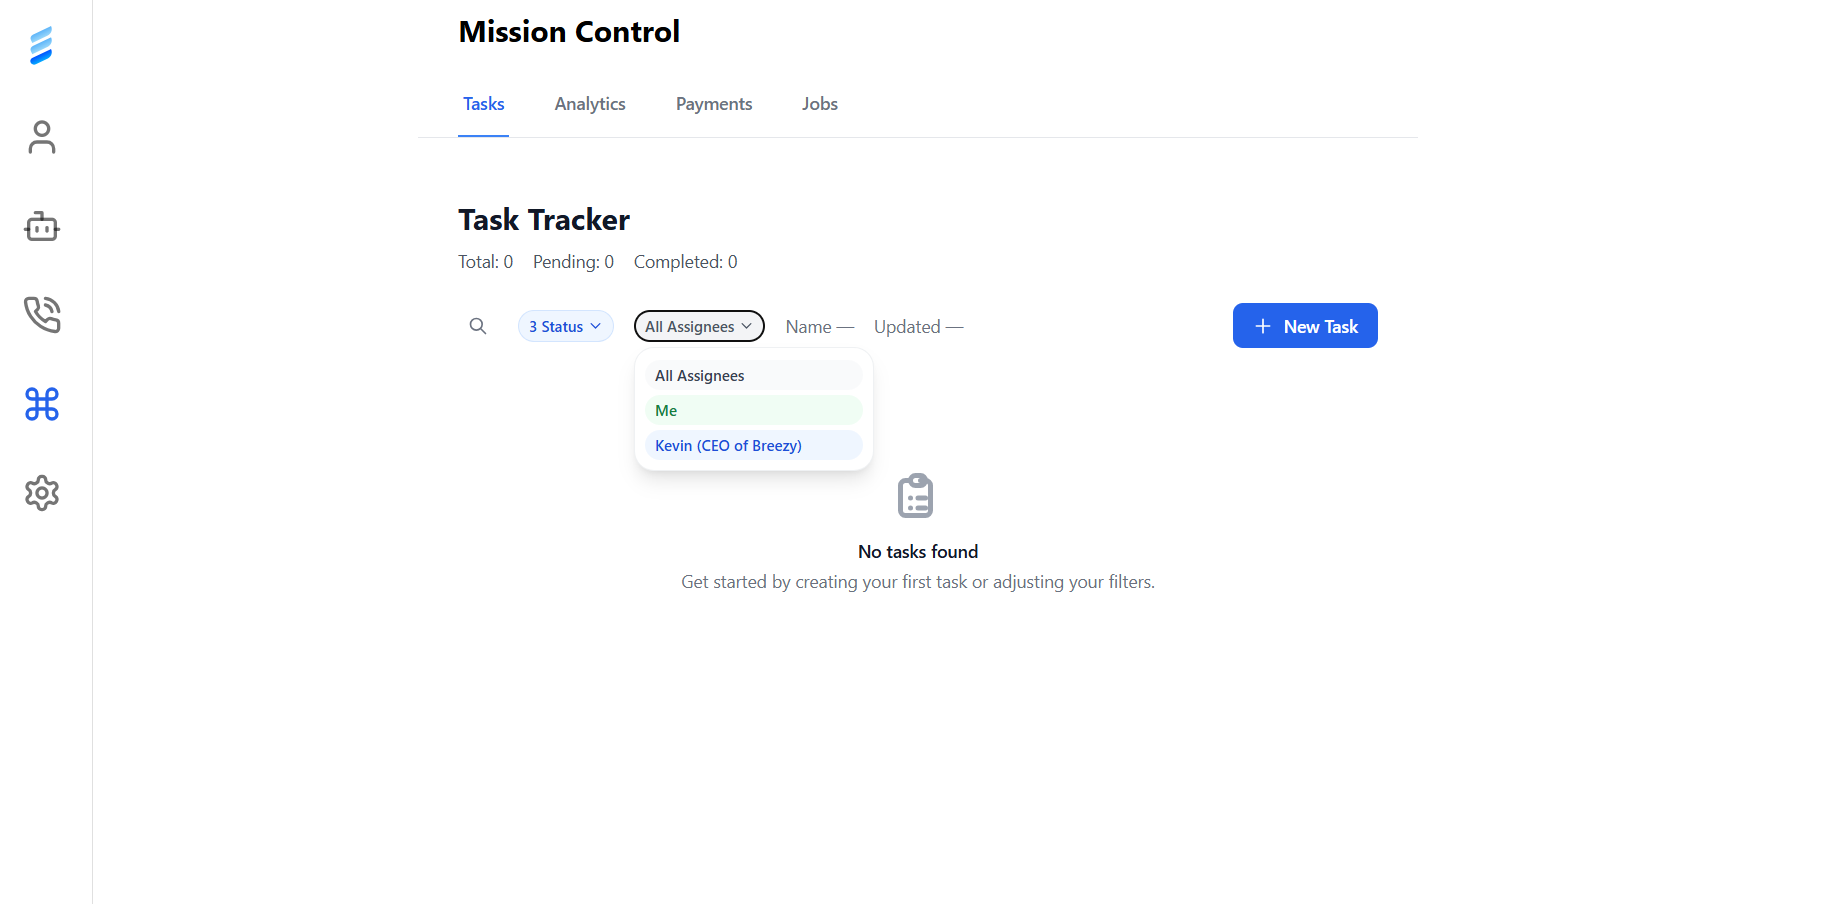 Mission Control
Tasks Analytics Payments Jobs
Task Tracker
Total: 0 Pending: 0 Completed: 0
3 Status All Assignees Name — Updated — New Task
All Assignees
Me
Kevin (CEO of Breezy)
No tasks found
Get started by creating your first task or adjusting your filters.